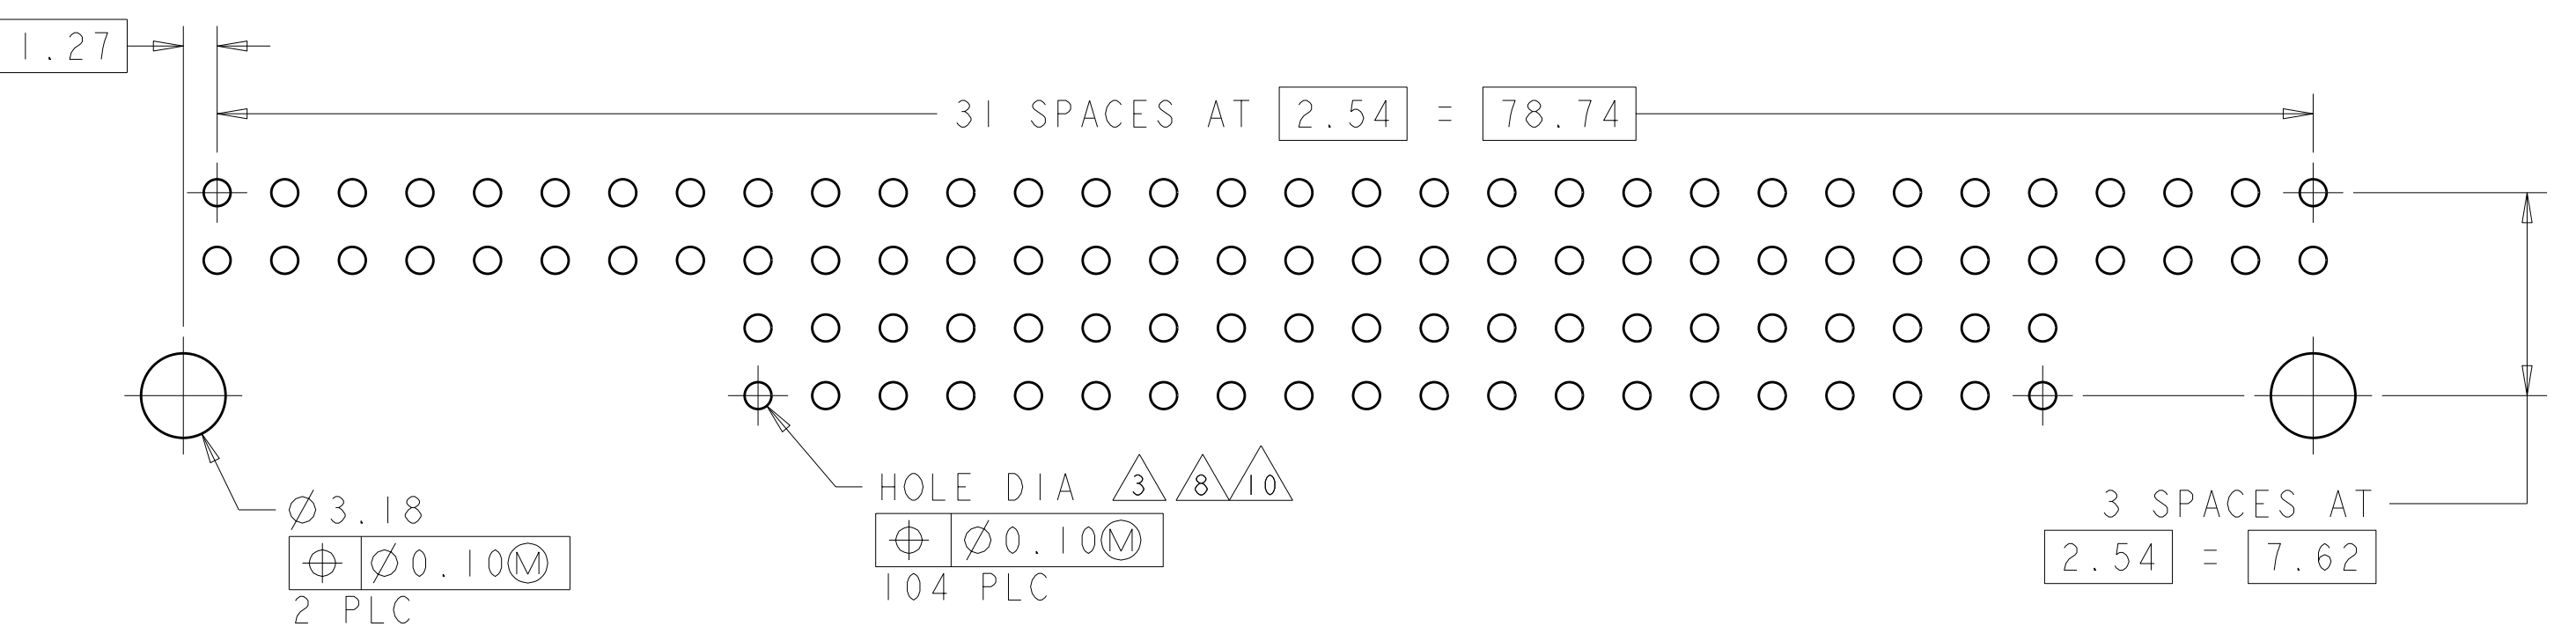 1.27
31 SPACES AT 2.54 = 78.74
HOLE DIA 3 8 10
⌖ Ø0.10Ⓜ
104 PLC
Ø3.18
⌖ Ø0.10Ⓜ
2 PLC
3 SPACES AT
2.54 = 7.62